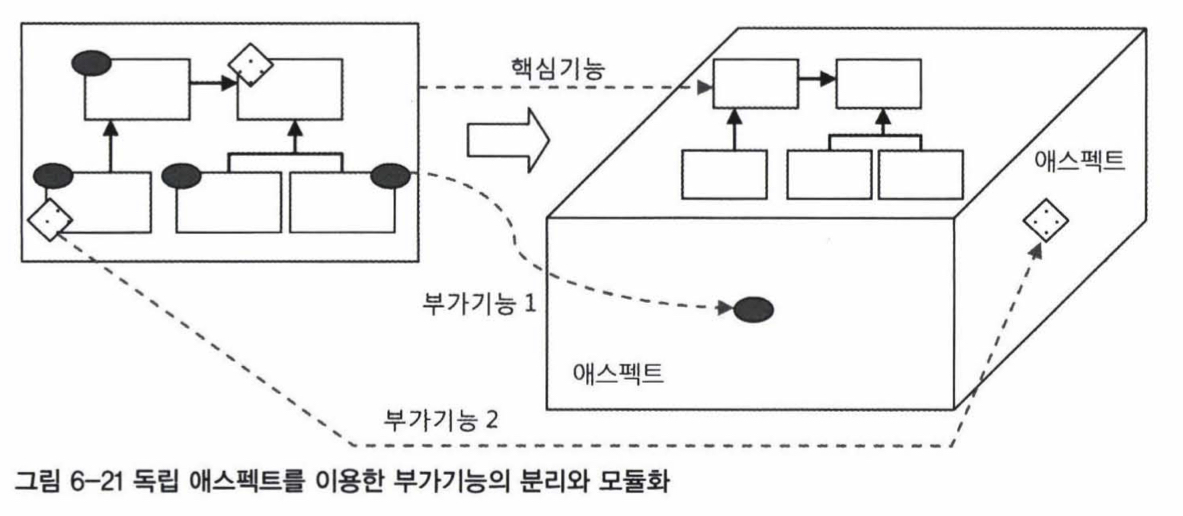 핵심기능
애스펙트
부가기능 1
애스펙트
부가기능 2
그림 6-21 독립 애스펙트를 이용한 부가기능의 분리와 모듈화